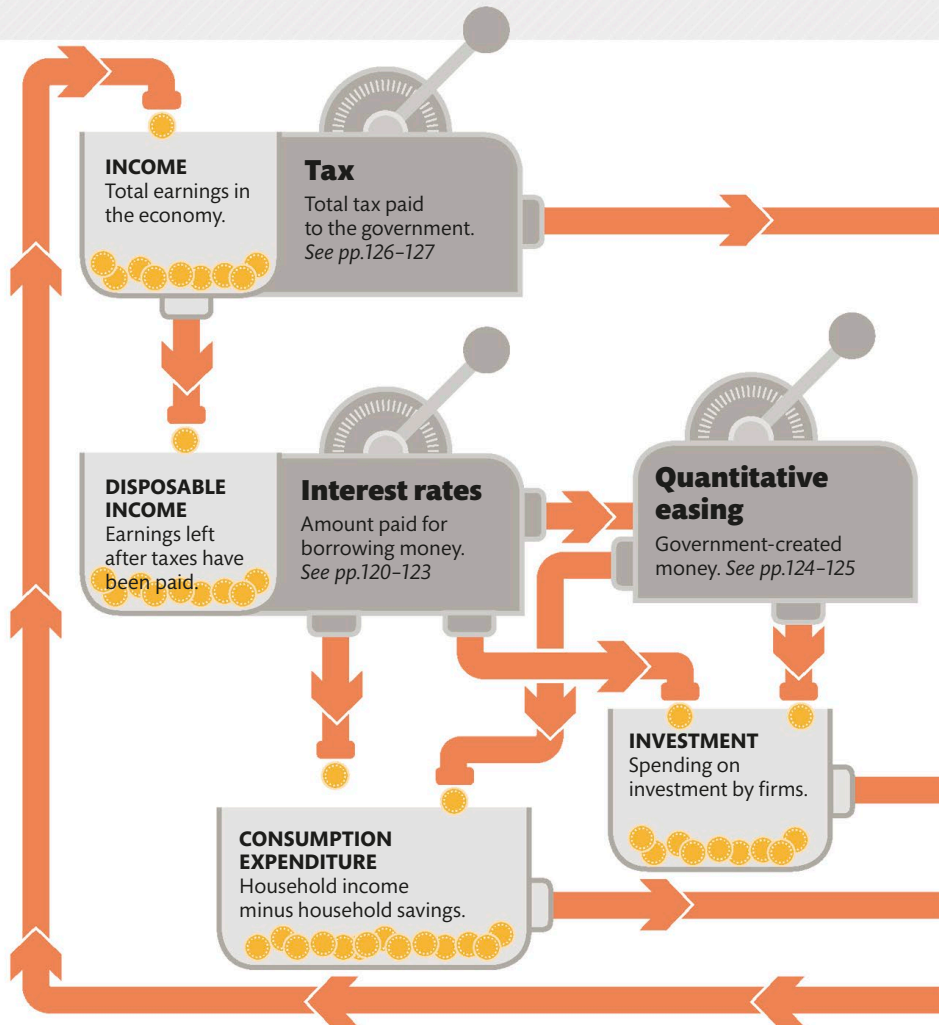 INCOME
Total earnings in
the economy.
Tax
Total tax paid
to the government.
See pp.126–127
DISPOSABLE
INCOME
Earnings left
after taxes have
been paid.
Interest rates
Amount paid for
borrowing money.
See pp.120–123
Quantitative
easing
Government-created
money. See pp.124–125
INVESTMENT
Spending on
investment by firms.
CONSUMPTION
EXPENDITURE
Household income
minus household savings.